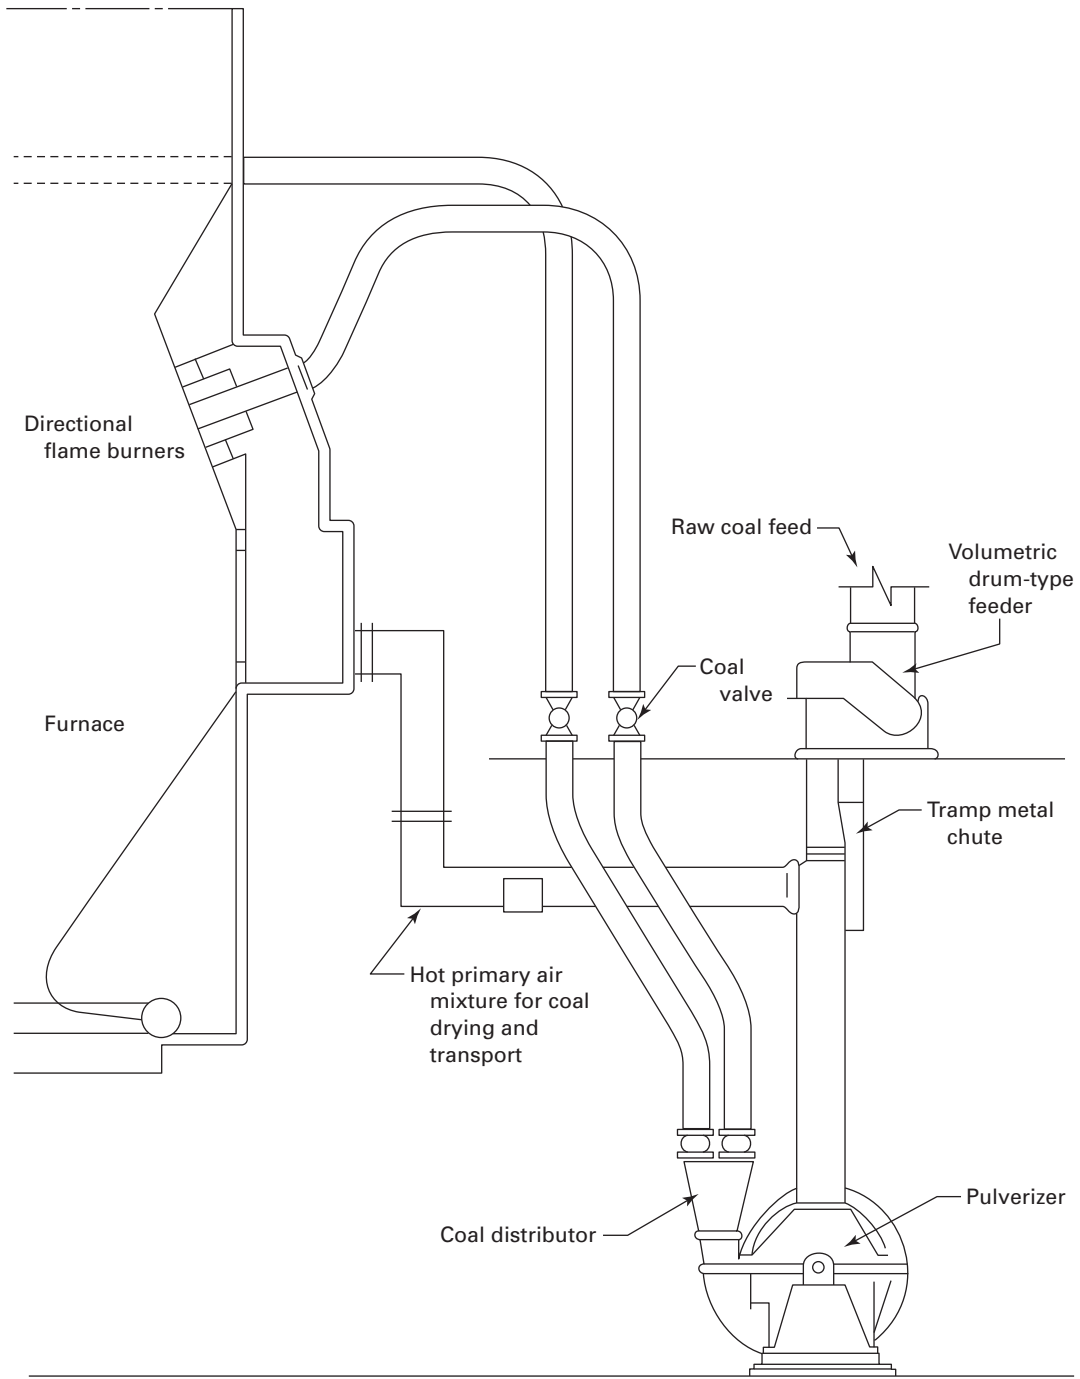 Directional
flame burners
Raw coal feed
Volumetric
drum-type
feeder
Coal
valve
Furnace
Tramp metal
chute
Hot primary air
mixture for coal
drying and
transport
Pulverizer
Coal distributor